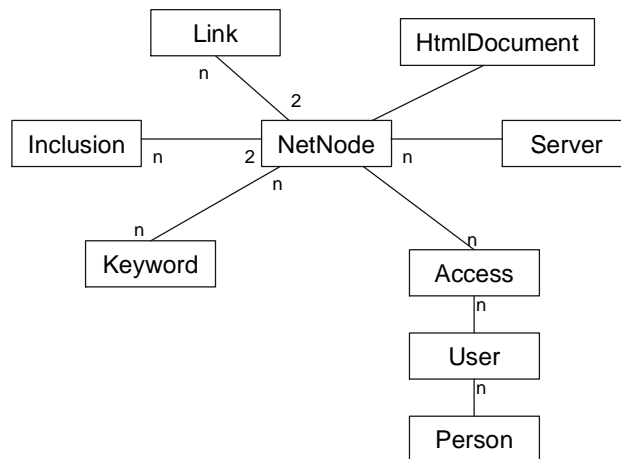 Link
HtmlDocument
n
2
Inclusion
n
2
NetNode
n
Server
n
n
Keyword
n
Access
n
User
n
Person